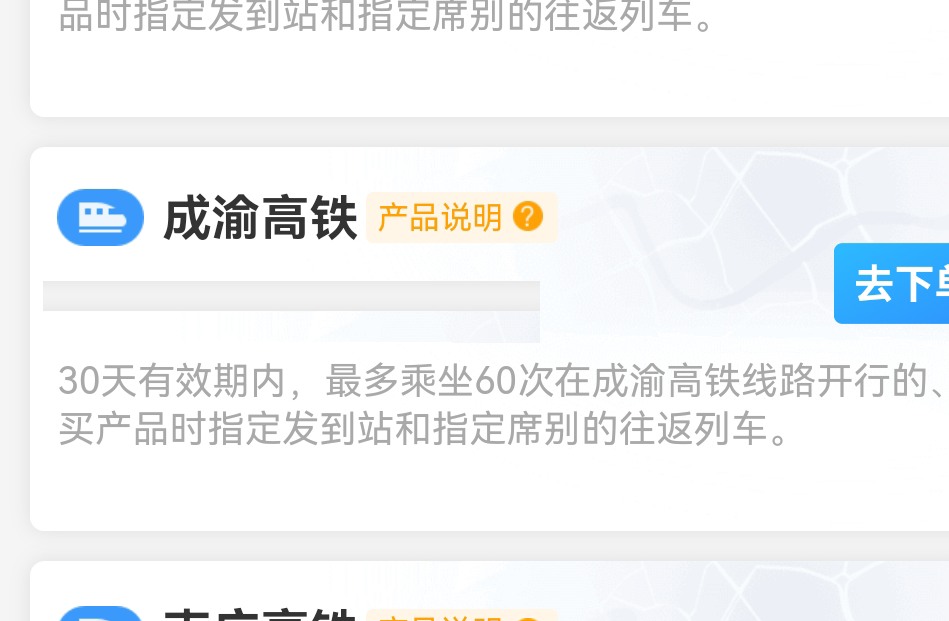 品时指定发到站和指定席别的往返列车。
成渝高铁 产品说明 ?
去下单
30天有效期内，最多乘坐60次在成渝高铁线路开行的、
买产品时指定发到站和指定席别的往返列车。
高铁 产品说明